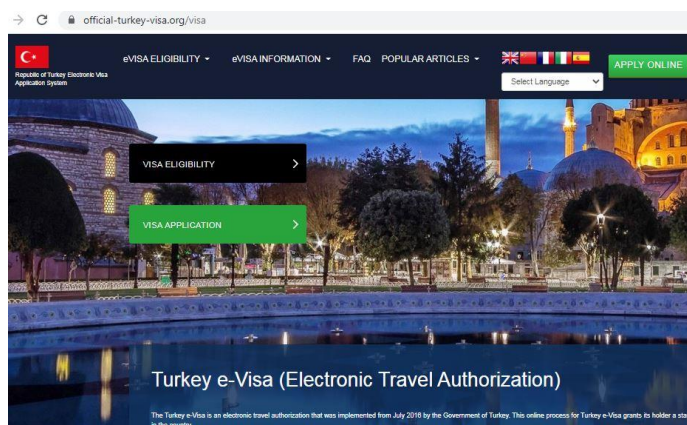 official-turkey-visa.org/visa
eVISA ELIGIBILITY
eVISA INFORMATION
FAQ
POPULAR ARTICLES
APPLY ONLINE
Republic of Turkey Electronic Visa
Application System
Select Language
VISA ELIGIBILITY
VISA APPLICATION
Turkey e-Visa (Electronic Travel Authorization)
The Turkey e-Visa is an electronic travel authorization that was implemented from July 2016 by the Government of Turkey. This online process for Turkey e-Visa grants its holder a sta
in the country